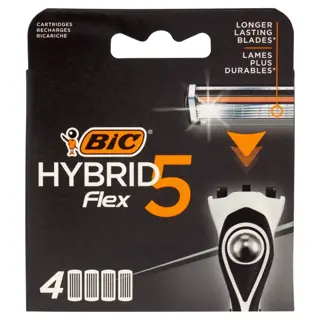 CARTRIDGES
RECHARGES
RICARICHE
LONGER
LASTING
BLADES*
LAMES
PLUS
DURABLES*
BIC
HYBRID 5
Flex
4